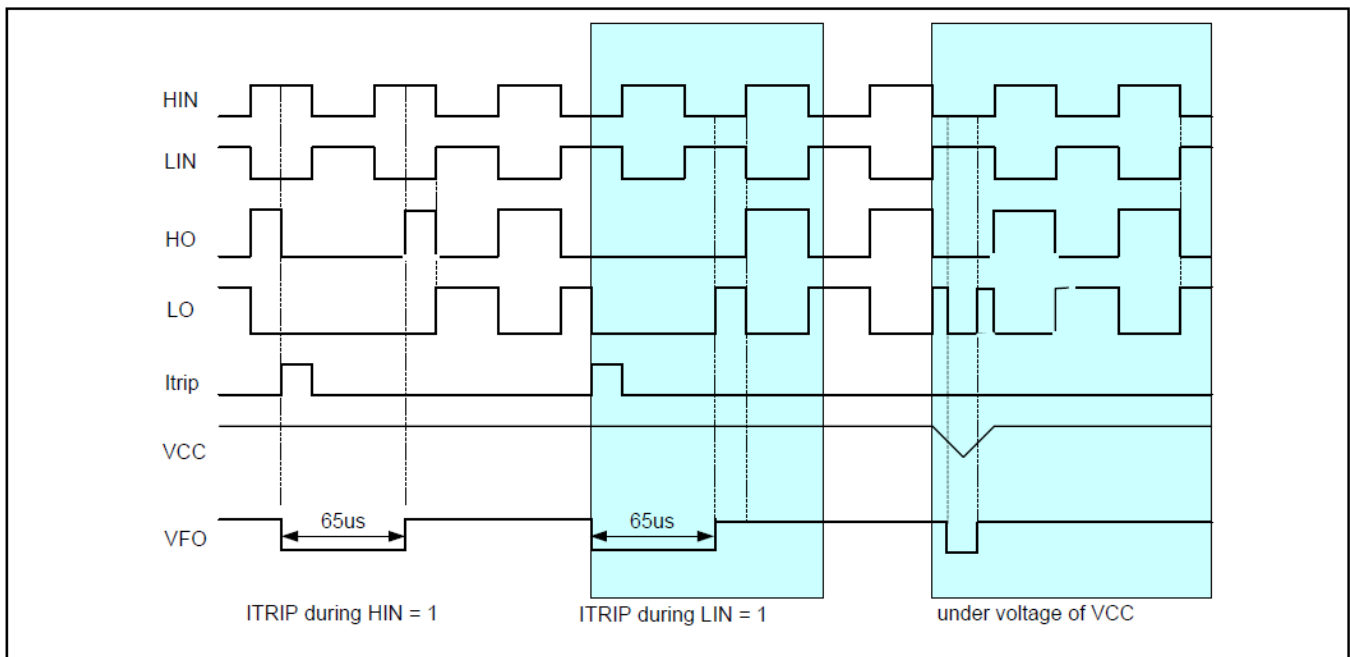 HIN
LIN
HO
LO
Itrip
VCC
VFO
65us
65us
ITRIP during HIN = 1
ITRIP during LIN = 1
under voltage of VCC